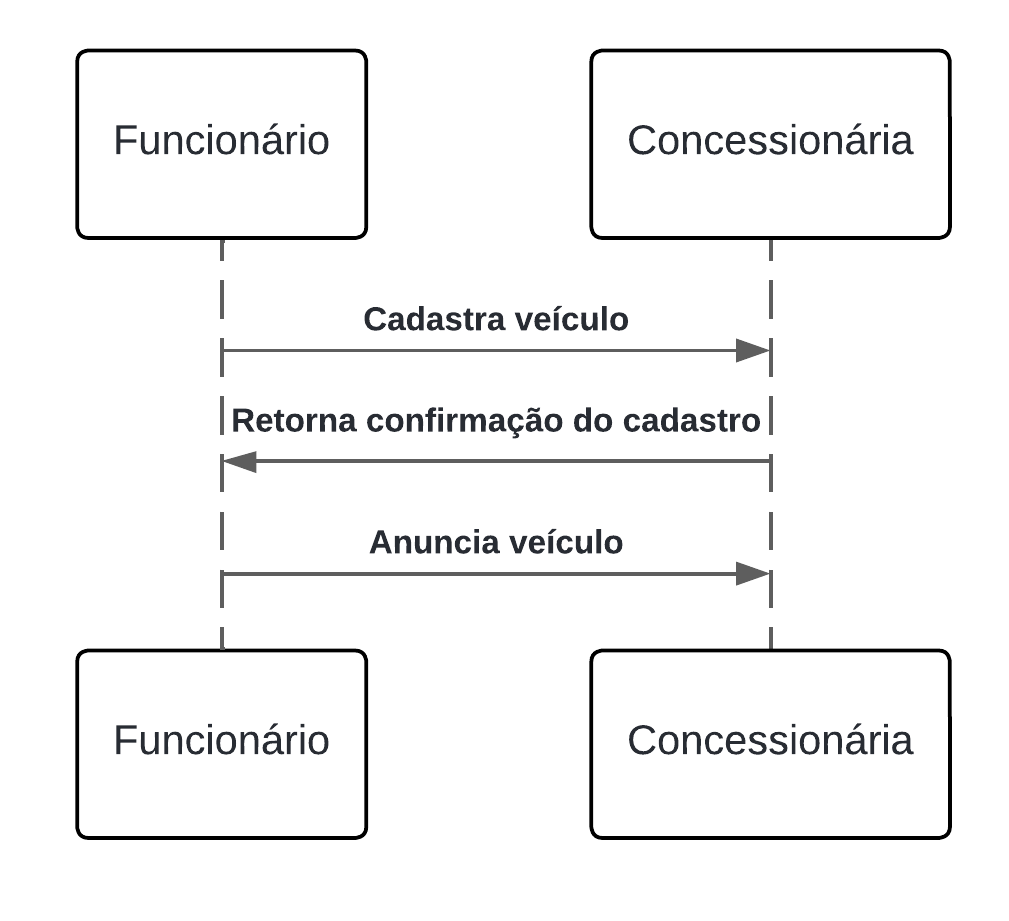 Funcionário
Concessionária
Cadastra veículo
Retorna confirmação do cadastro
Anuncia veículo
Funcionário
Concessionária